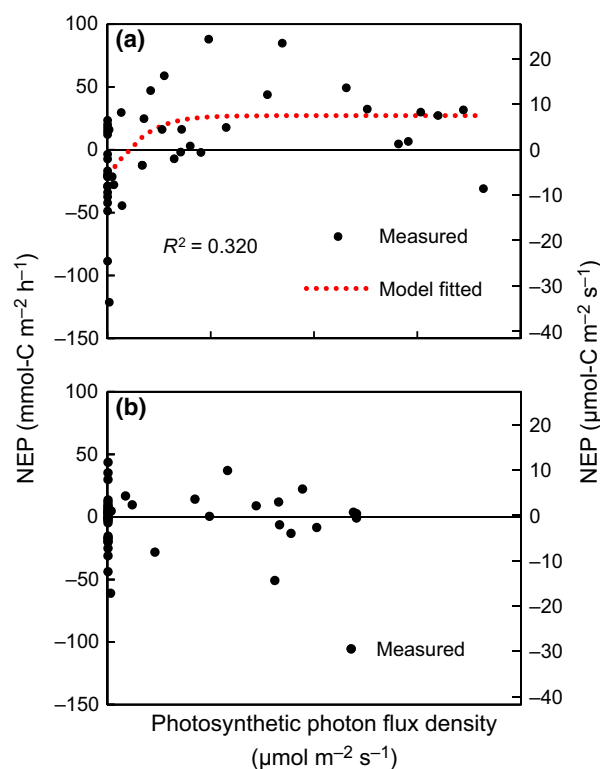 (a)
100
50
0
−50
−100
−150
20
10
0
−10
−20
−30
−40
R² = 0.320
Measured
Model fitted
NEP (mmol-C m⁻² h⁻¹)
NEP (µmol-C m⁻² s⁻¹)
(b)
100
50
0
−50
−100
−150
20
10
0
−10
−20
−30
−40
Measured
Photosynthetic photon flux density
(µmol m⁻² s⁻¹)